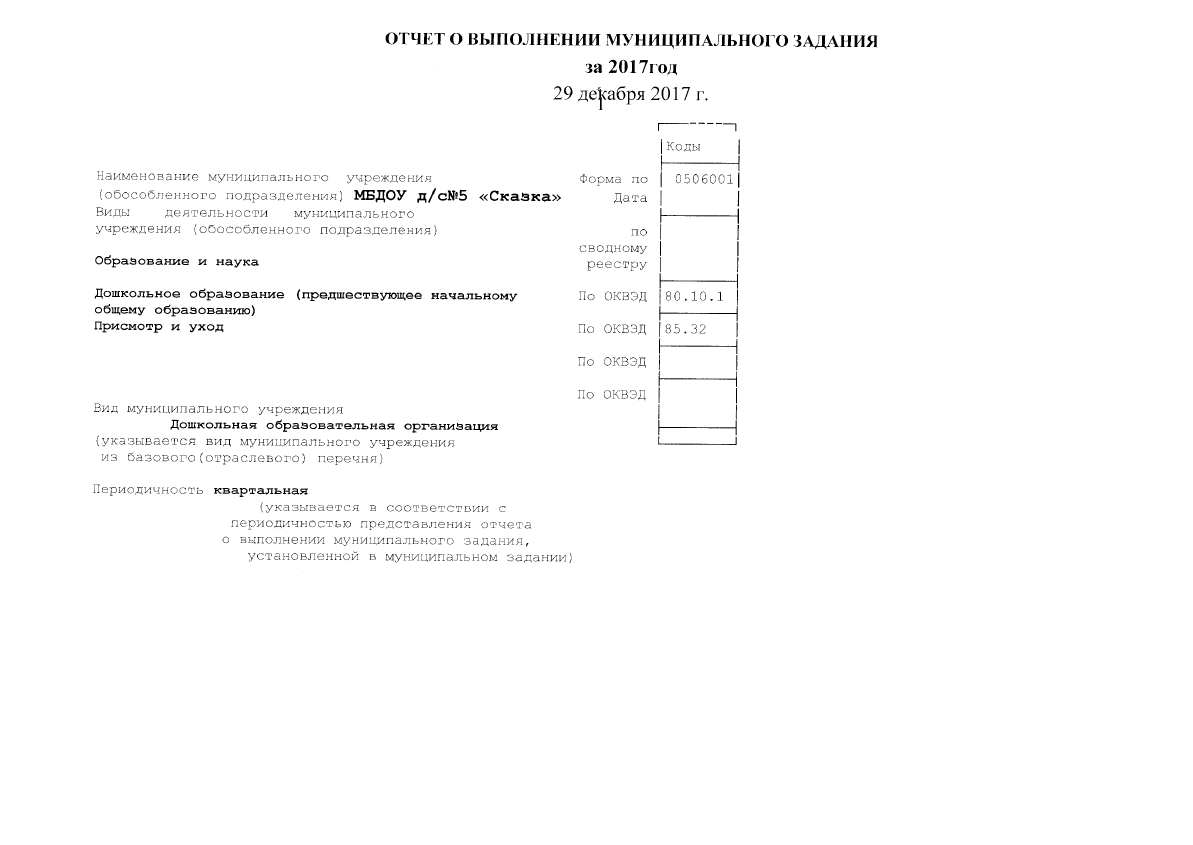 ОТЧЕТ О ВЫПОЛНЕНИИ МУНИЦИПАЛЬНОГО ЗАДАНИЯ
за 2017год
29 декабря 2017 г.
Коды
Наименование муниципального учреждения Форма по 0506001
(обособленного подразделения) МБДОУ д/с№5 «Сказка» Дата
Виды деятельности муниципального
учреждения (обособленного подразделения) по
сводному
Образование и наука реестру
Дошкольное образование (предшествующее начальному По ОКВЭД 80.10.1
общему образованию)
Присмотр и уход По ОКВЭД 85.32
По ОКВЭД
По ОКВЭД
Вид муниципального учреждения
Дошкольная образовательная организация
(указывается вид муниципального учреждения
из базового(отраслевого) перечня)
Периодичность квартальная
(указывается в соответствии с
периодичностью представления отчета
о выполнении муниципального задания,
установленной в муниципальном задании)